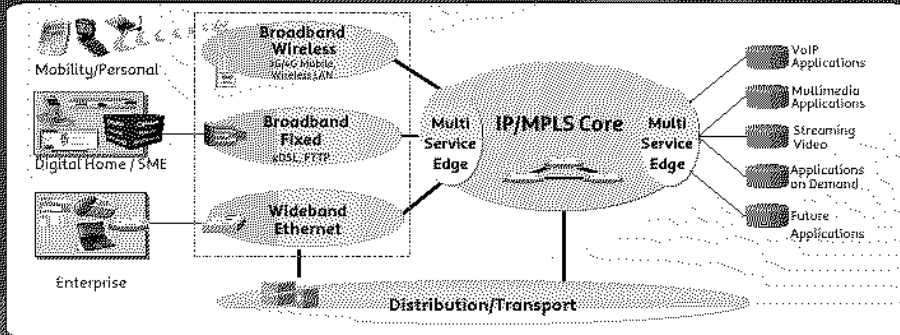 Mobility/Personal
Digital Home / SME
Enterprise
Broadband
Wireless
3G/4G Mobile,
Wireless LAN
Broadband
Fixed
xDSL, FTTP
Wideband
Ethernet
Multi
Service
Edge
IP/MPLS Core
Multi
Service
Edge
VoIP
Applications
Multimedia
Applications
Streaming
Video
Applications
on Demand
Future
Applications
Distribution/Transport